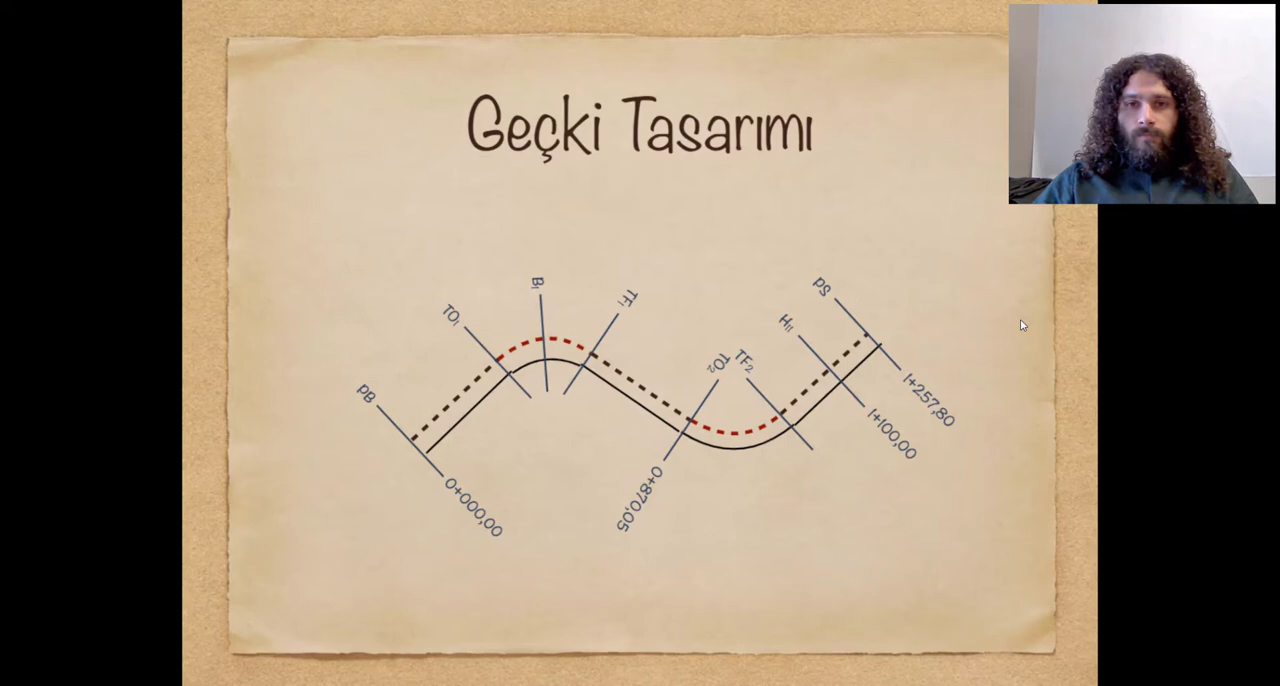 Geçki Tasarımı
pB
TO₁
B₁
TF₁
TO₂
TF₂
H₁₁
pS
0+000,00
0+870,05
1+100,00
1+257,80